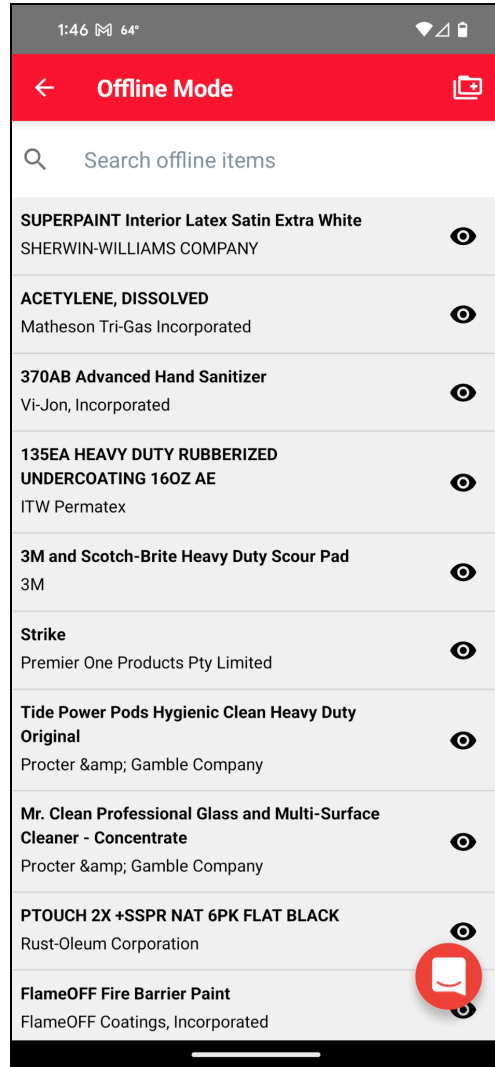 1:46 64°
Offline Mode
Search offline items
SUPERPAINT Interior Latex Satin Extra White
SHERWIN-WILLIAMS COMPANY
ACETYLENE, DISSOLVED
Matheson Tri-Gas Incorporated
370AB Advanced Hand Sanitizer
Vi-Jon, Incorporated
135EA HEAVY DUTY RUBBERIZED
UNDERCOATING 16OZ AE
ITW Permatex
3M and Scotch-Brite Heavy Duty Scour Pad
3M
Strike
Premier One Products Pty Limited
Tide Power Pods Hygienic Clean Heavy Duty
Original
Procter &amp; Gamble Company
Mr. Clean Professional Glass and Multi-Surface
Cleaner - Concentrate
Procter &amp; Gamble Company
PTOUCH 2X +SSPR NAT 6PK FLAT BLACK
Rust-Oleum Corporation
FlameOFF Fire Barrier Paint
FlameOFF Coatings, Incorporated